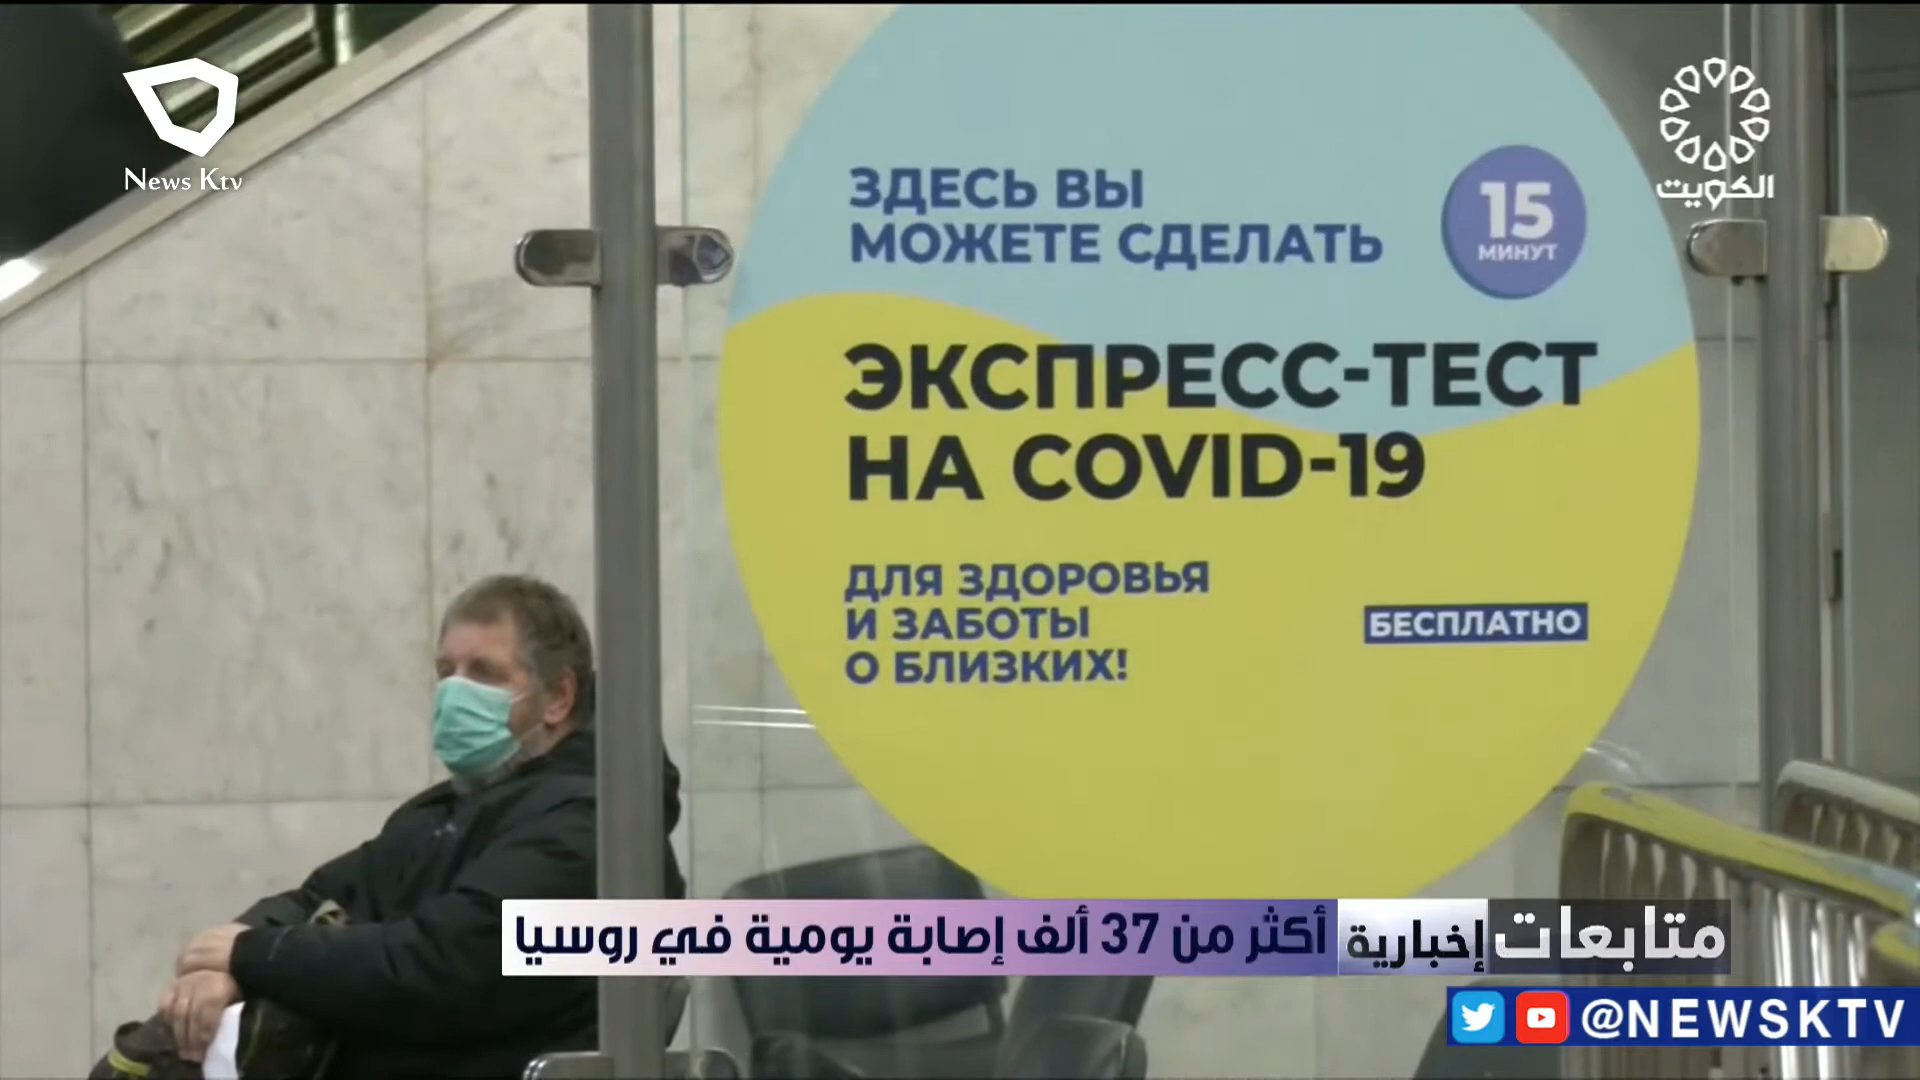 News Ktv
الكويت
ЗДЕСЬ ВЫ
МОЖЕТЕ СДЕЛАТЬ
15
МИНУТ
ЭКСПРЕСС-ТЕСТ
НА COVID-19
ДЛЯ ЗДОРОВЬЯ
И ЗАБОТЫ
О БЛИЗКИХ!
БЕСПЛАТНО
متابعات إخبارية
أكثر من 37 ألف إصابة يومية في روسيا
@NEWSKTV